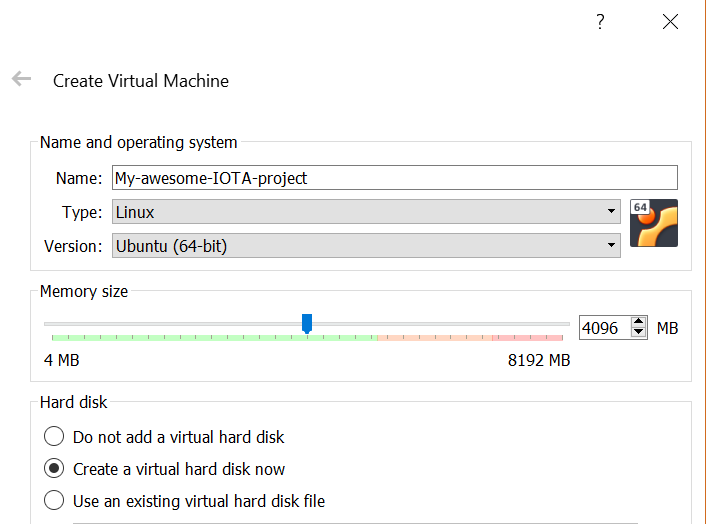 ?
Create Virtual Machine
Name and operating system
Name: My-awesome-IOTA-project
Type: Linux
64
Version: Ubuntu (64-bit)
Memory size
4096 MB
4 MB 8192 MB
Hard disk
Do not add a virtual hard disk
Create a virtual hard disk now
Use an existing virtual hard disk file